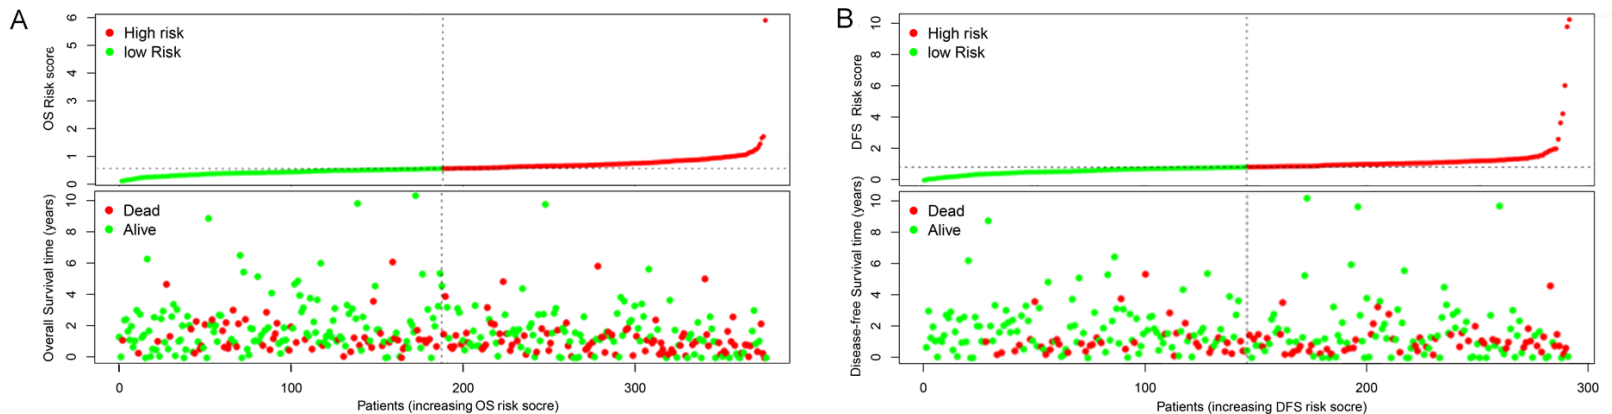 A
OS Risk score
6
5
4
3
2
1
0
High risk
low Risk
Overall Survival time (years)
10
8
6
4
2
0
Dead
Alive
0 100 200 300
Patients (increasing OS risk socre)
B
DFS Risk score
10
8
6
4
2
0
High risk
low Risk
Disease-free Survival time (years)
10
8
6
4
2
0
Dead
Alive
0 100 200 300
Patients (increasing DFS risk socre)